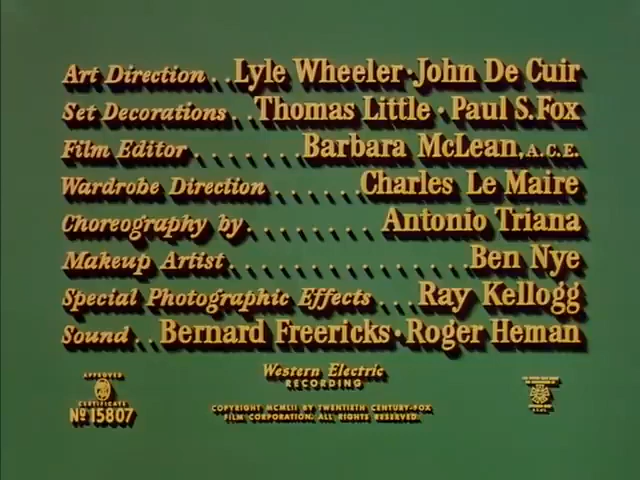 Art Direction . . Lyle Wheeler · John De Cuir
Set Decorations . . Thomas Little · Paul S. Fox
Film Editor . . . . . . Barbara McLean, A.C.E.
Wardrobe Direction . . . . . . Charles Le Maire
Choreography by . . . . . . . . Antonio Triana
Makeup Artist . . . . . . . . . . . . . Ben Nye
Special Photographic Effects . . . Ray Kellogg
Sound . . Bernard Freericks · Roger Heman
Western Electric
RECORDING
APPROVED
CERTIFICATE
Nº 15807
COPYRIGHT MCMLII BY TWENTIETH CENTURY-FOX
FILM CORPORATION. ALL RIGHTS RESERVED